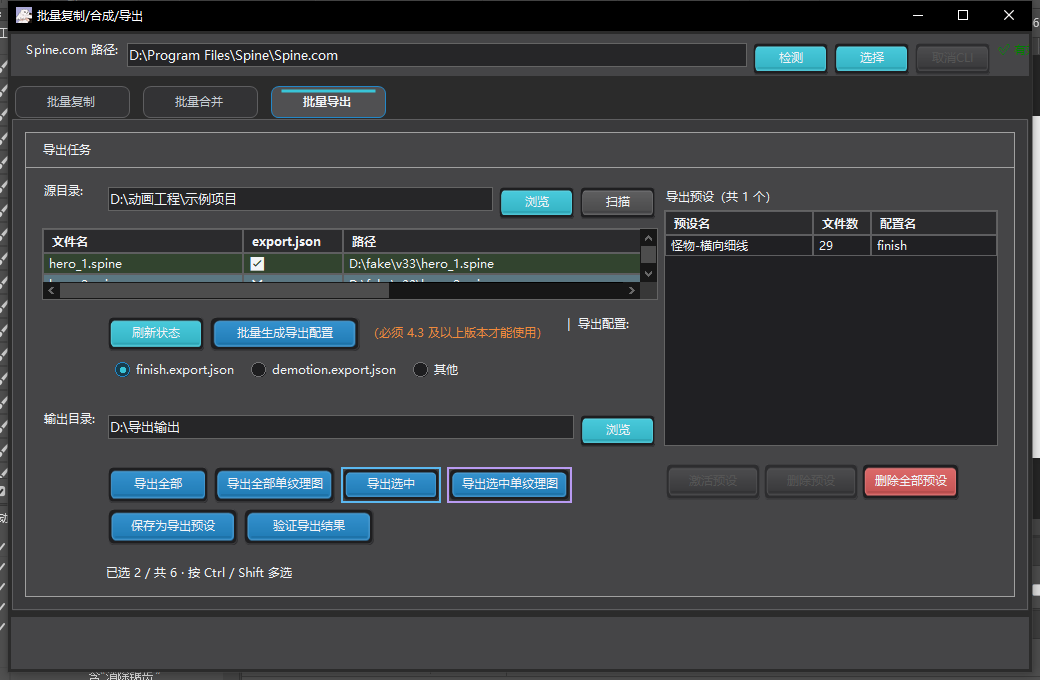 批量复制/合成/导出
Spine.com 路径:
D:\Program Files\Spine\Spine.com
检测
选择
取消CLI
批量复制
批量合并
批量导出
导出任务
源目录:
D:\动画工程\示例项目
浏览
扫描
导出预设（共 1 个）
文件名 export.json 路径
hero_1.spine D:\fake\v33\hero_1.spine
预设名 文件数 配置名
怪物-横向细线 29 finish
刷新状态
批量生成导出配置
(必须 4.3 及以上版本才能使用)
导出配置:
finish.export.json
demotion.export.json
其他
输出目录:
D:\导出输出
浏览
导出全部
导出全部单纹理图
导出选中
导出选中单纹理图
激活预设
删除预设
删除全部预设
保存为导出预设
验证导出结果
已选 2 / 共 6 · 按 Ctrl / Shift 多选